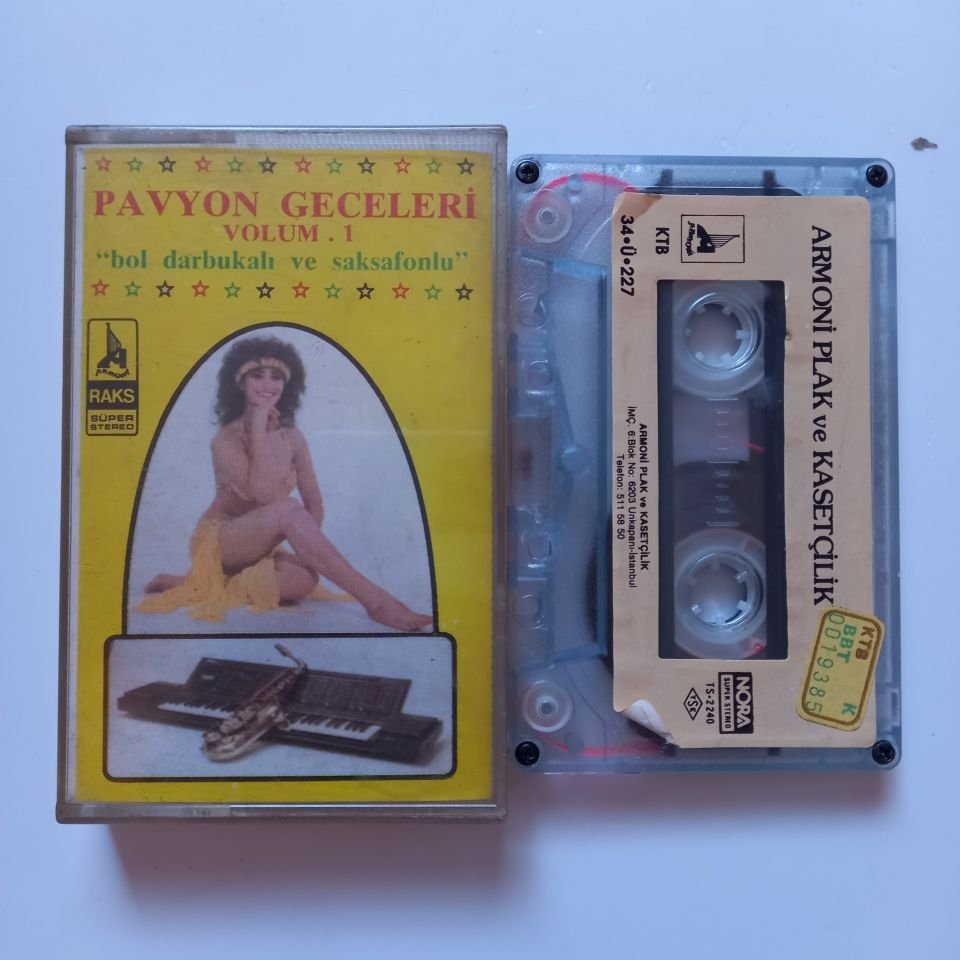 PAVYON GECELERİ
VOLUM . 1
“bol darbukalı ve saksafonlu”
ARMONİ
RAKS
SÜPER
STEREO
ARMONİ PLAK ve KASETÇİLİK
ARMONİ
KTB
34•Ü•227
ARMONİ PLAK ve KASETÇİLİK
İMÇ. 6.Blok No: 6203 Unkapanı-İstanbul
Telefon: 511 58 50
NORA
SUPER STEREO
TS•2240
TSE
KTB K
BBT
0019385